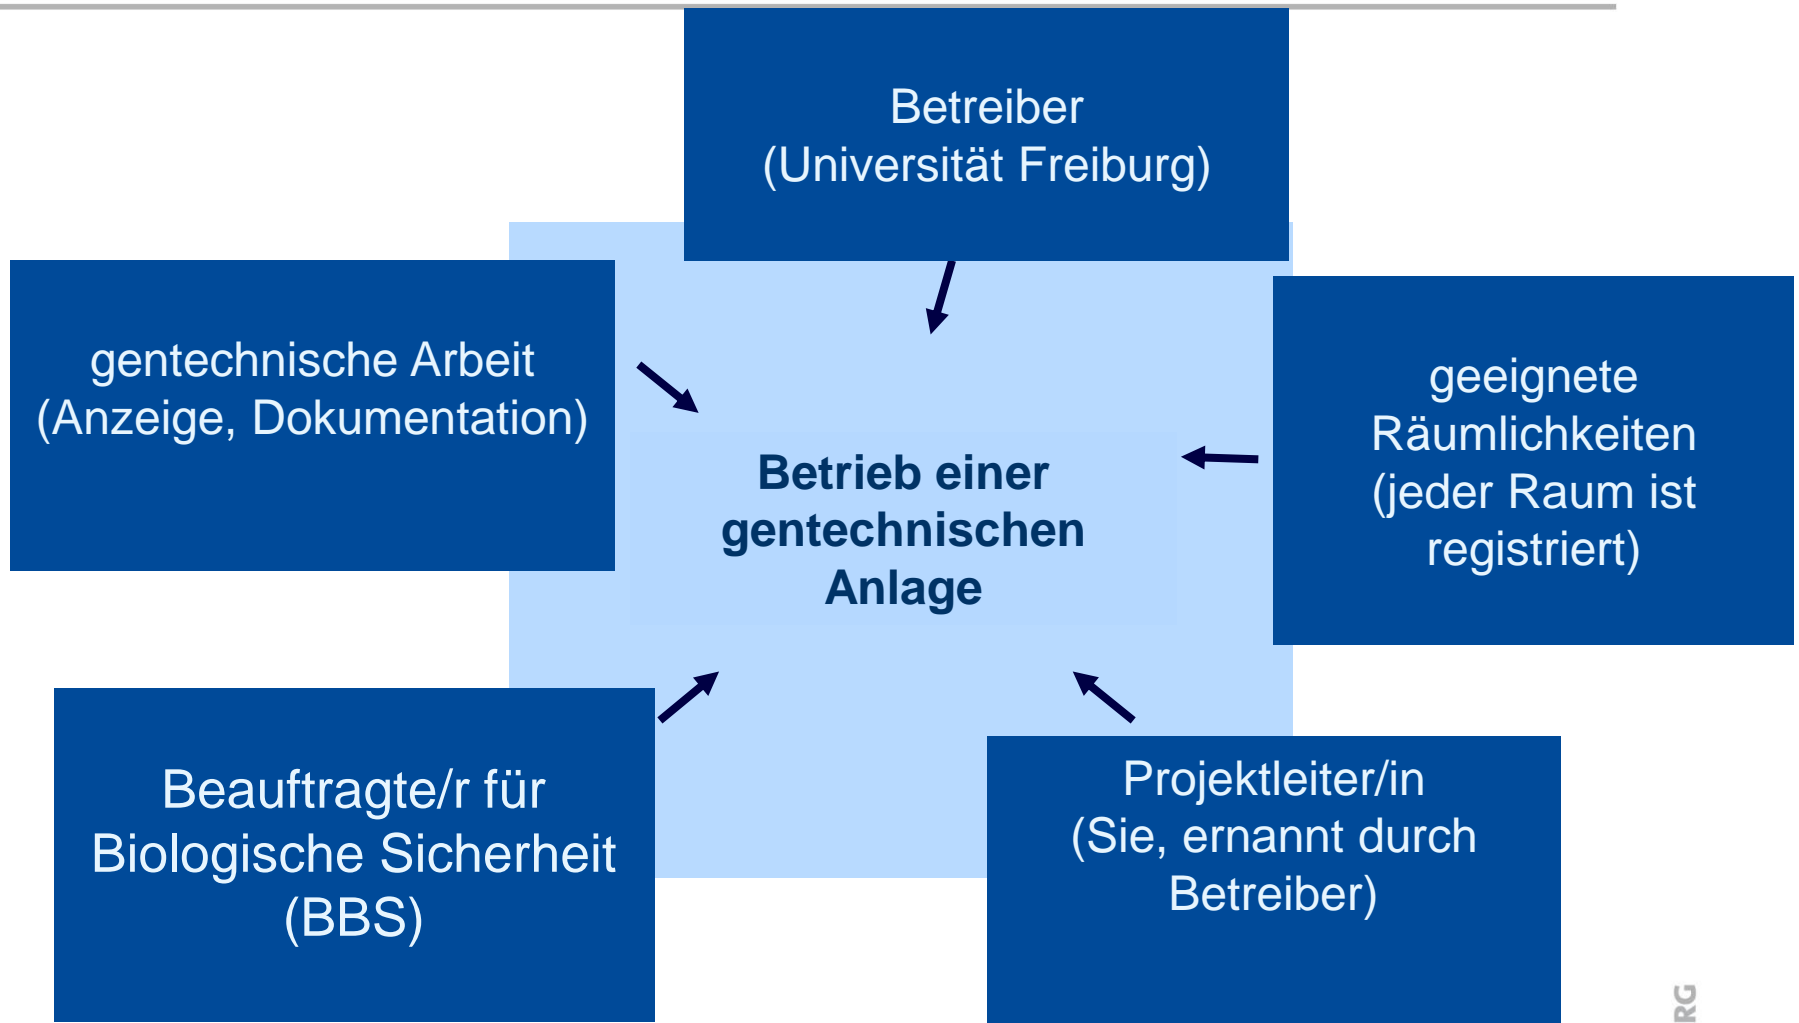 Betreiber
(Universität Freiburg)
gentechnische Arbeit
(Anzeige, Dokumentation)
geeignete
Räumlichkeiten
(jeder Raum ist
registriert)
Betrieb einer
gentechnischen
Anlage
Beauftragte/r für
Biologische Sicherheit
(BBS)
Projektleiter/in
(Sie, ernannt durch
Betreiber)
RG